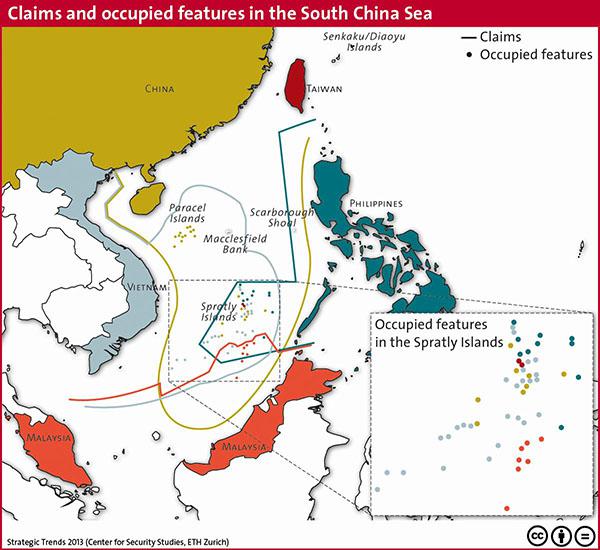 Claims and occupied features in the South China Sea
Senkaku/Diaoyu
Islands
Claims
Occupied features
CHINA
TAIWAN
Paracel
Islands
Scarborough
Shoal
PHILIPPINES
Macclesfield
Bank
VIETNAM
Spratly
Islands
Occupied features
in the Spratly Islands
3
MALAYSIA
MALAYSIA
Strategic Trends 2013 (Center for Security Studies, ETH Zurich)
cc